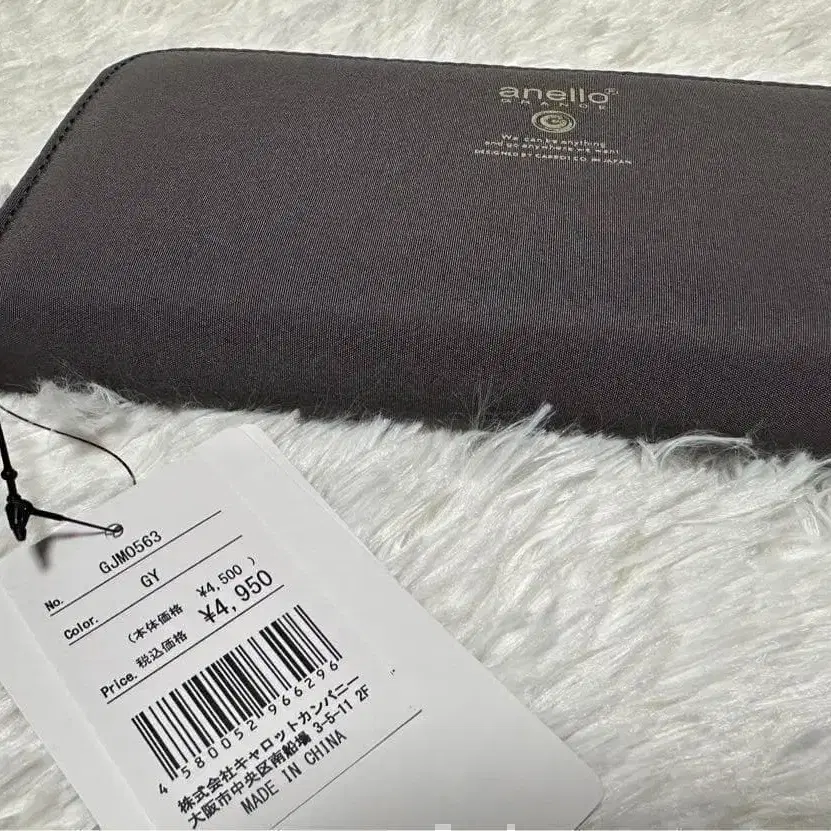 anello®
GRANDE
We can be anything
and go anywhere we want
DESIGNED BY CARROT CO. IN JAPAN
No. GJM0563
Color. GY
(本体価格 ¥4,500 )
Price. 税込価格 ¥4,950
4 580052 966296
株式会社キャロットカンパニー
大阪市中央区南船場 3-5-11 2F
MADE IN CHINA